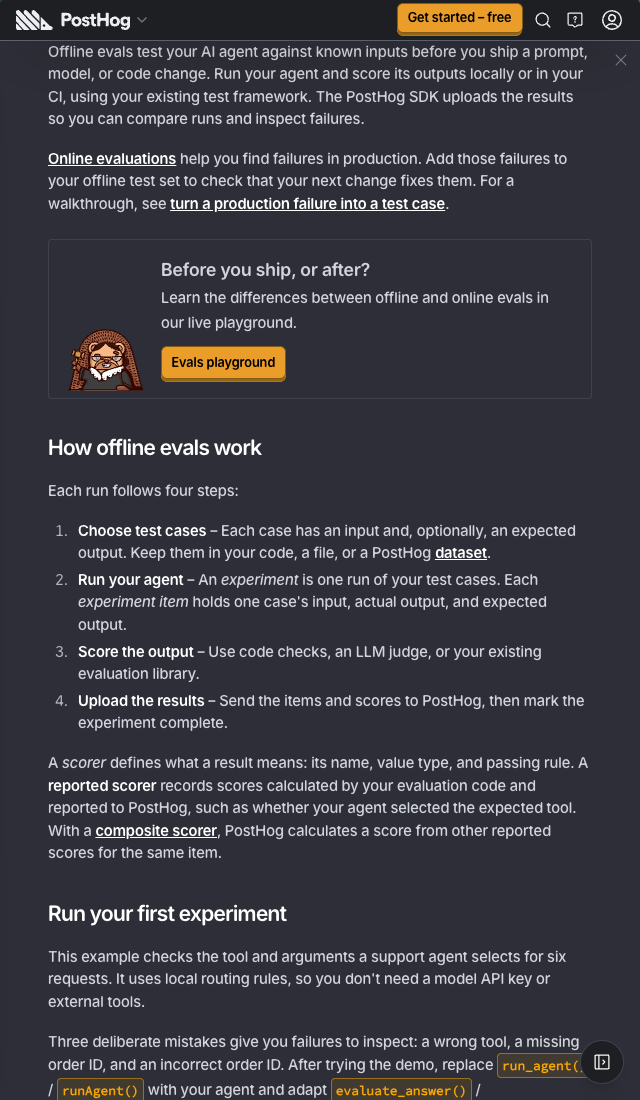 PostHog
Get started – free
Offline evals test your AI agent against known inputs before you ship a prompt,
model, or code change. Run your agent and score its outputs locally or in your
CI, using your existing test framework. The PostHog SDK uploads the results
so you can compare runs and inspect failures.
Online evaluations help you find failures in production. Add those failures to
your offline test set to check that your next change fixes them. For a
walkthrough, see turn a production failure into a test case.
Before you ship, or after?
Learn the differences between offline and online evals in
our live playground.
Evals playground
How offline evals work
Each run follows four steps:
1. Choose test cases – Each case has an input and, optionally, an expected
output. Keep them in your code, a file, or a PostHog dataset.
2. Run your agent – An experiment is one run of your test cases. Each
experiment item holds one case's input, actual output, and expected
output.
3. Score the output – Use code checks, an LLM judge, or your existing
evaluation library.
4. Upload the results – Send the items and scores to PostHog, then mark the
experiment complete.
A scorer defines what a result means: its name, value type, and passing rule. A
reported scorer records scores calculated by your evaluation code and
reported to PostHog, such as whether your agent selected the expected tool.
With a composite scorer, PostHog calculates a score from other reported
scores for the same item.
Run your first experiment
This example checks the tool and arguments a support agent selects for six
requests. It uses local routing rules, so you don't need a model API key or
external tools.
Three deliberate mistakes give you failures to inspect: a wrong tool, a missing
order ID, and an incorrect order ID. After trying the demo, replace run_agent(
/ runAgent() with your agent and adapt evaluate_answer() /